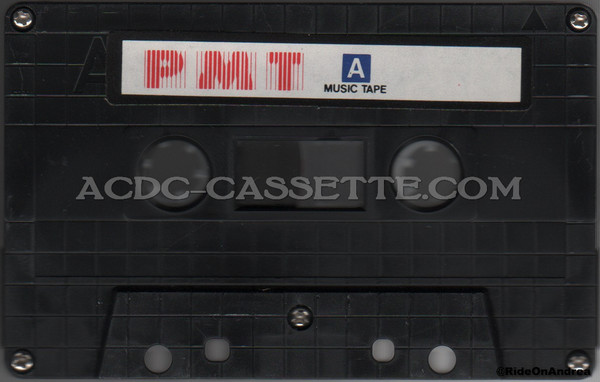 A
PMT
A
MUSIC TAPE
ACDC-CASSETTE.COM
@RideOnAndrea